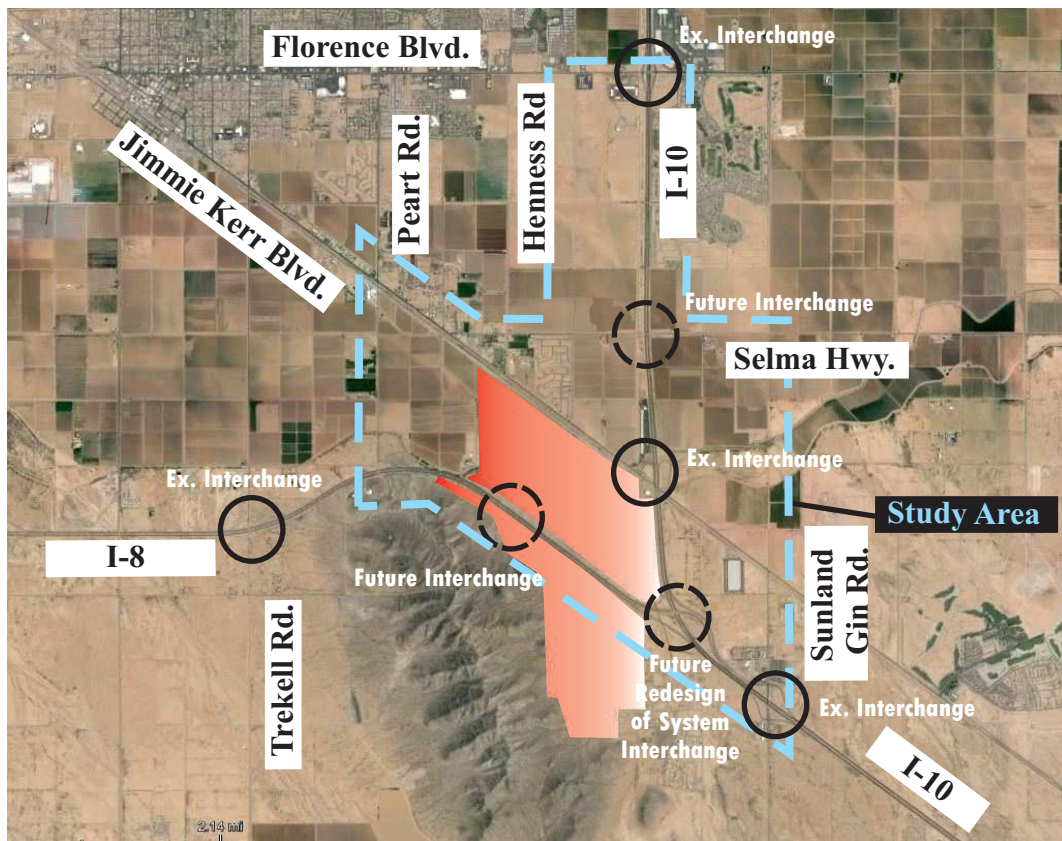 Ex. Interchange
Florence Blvd.
Jimmie Kerr Blvd.
Peart Rd.
Henness Rd
I-10
Future Interchange
Selma Hwy.
Ex. Interchange
Ex. Interchange
Study Area
I-8
Future Interchange
Trekell Rd.
Sunland
Gin Rd.
Future
Redesign
of System
Interchange
Ex. Interchange
I-10
2.14 mi